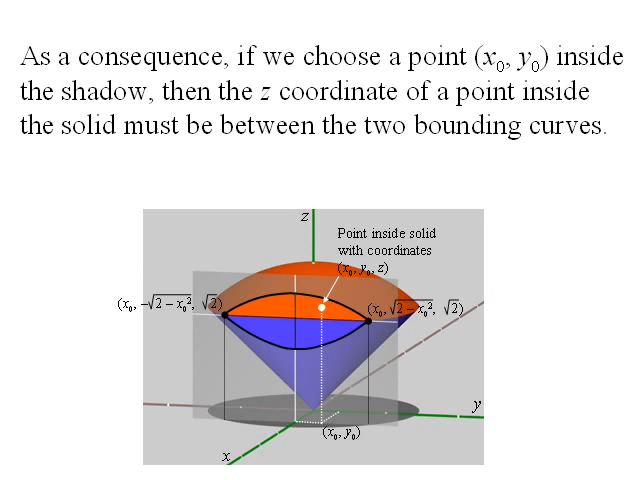 As a consequence, if we choose a point (x₀, y₀) inside
the shadow, then the z coordinate of a point inside
the solid must be between the two bounding curves.
z
Point inside solid
with coordinates
(x₀, y₀, z)
(x₀, –√2 – x₀², √2)
(x₀, √2 – x₀², √2)
y
(x₀, y₀)
x